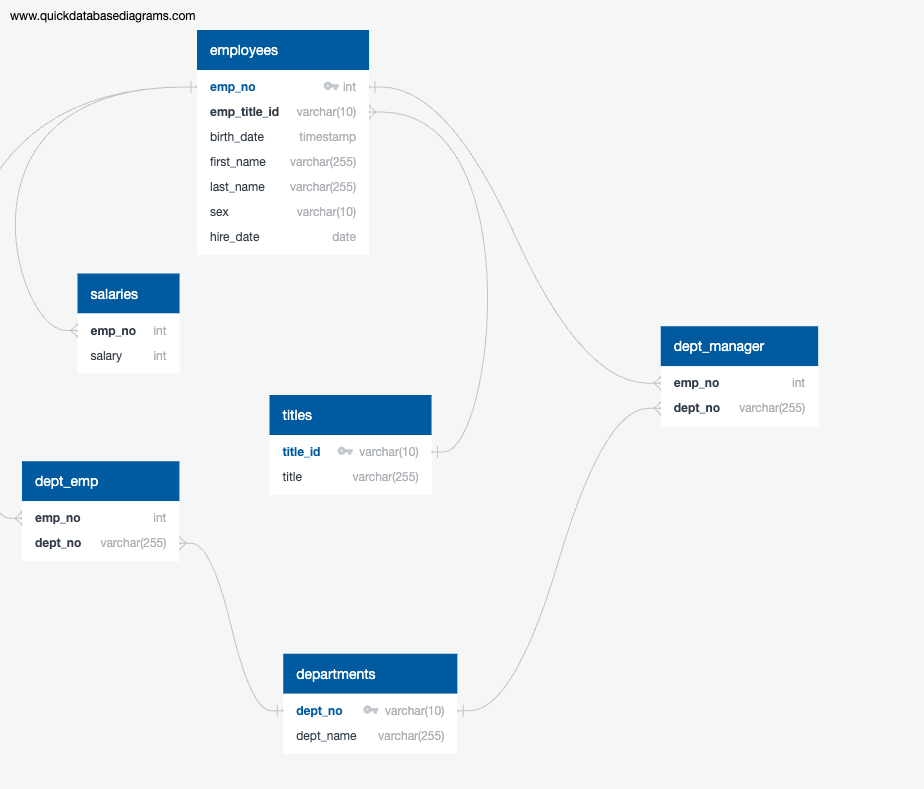 www.quickdatabasediagrams.com
employees
emp_no int
emp_title_id varchar(10)
birth_date timestamp
first_name varchar(255)
last_name varchar(255)
sex varchar(10)
hire_date date
salaries
emp_no int
salary int
dept_manager
emp_no int
dept_no varchar(255)
titles
title_id varchar(10)
title varchar(255)
dept_emp
emp_no int
dept_no varchar(255)
departments
dept_no varchar(10)
dept_name varchar(255)